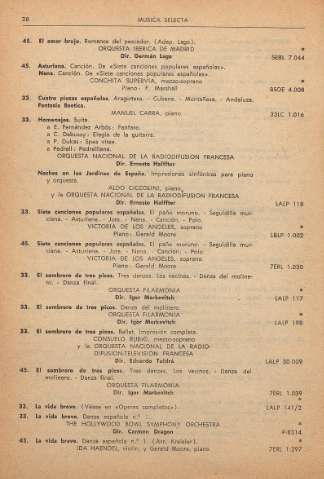 28 MUSICA SELECTA
45. El amor brujo. Romance del pescador. (Adap. Lago).
ORQUESTA IBERICA DE MADRID *
Dir. Germán Lago SEBL 7.044
45. Asturiana. Canción. De «Siete canciones populares españolas».
Nana. Canción. De «Siete canciones populares españolas».
CONCHITA SUPERVIA, mezzo-soprano *
Piano: F. Marshall BSOE 4.008
33. Cuatro piezas españolas. Aragonesa. - Cubana. - Montañesa. - Andaluza.
Fantasía Baetica.
MANUEL CARRA, piano 33LC 1.016
33. Homenajes. Suite.
a E. Fernández Arbós: Fanfare.
a C. Debussy: Elegía de la guitarra.
a P. Dukas: Spes vitae.
a Pedrell: Pedrelliana.
ORQUESTA NACIONAL DE LA RADIODIFUSION FRANCESA
Dir. Ernesto Halffter
Noches en los Jardines de España. Impresiones sinfónicas para piano
y orquesta.
ALDO CICCOLINI, piano,
y la ORQUESTA NACIONAL DE LA RADIODIFUSION FRANCESA *
Dir. Ernesto Halffter LALP 118
33. Siete canciones populares españolas. El paño moruno. - Seguidilla mur-
ciana. - Asturiana. - Jota. - Nana. - Canción. - Polo.
VICTORIA DE LOS ANGELES, soprano *
Piano: Gerald Moore LBLP 1.002
45. Siete canciones populares españolas. El paño moruno. - Seguidilla mur-
ciana. - Asturiana. - Jota. - Nana. - Canción. - Polo.
VICTORIA DE LOS ANGELES, soprano *
Piano: Gerald Moore 7ERL 1.030
33. El sombrero de tres picos. Tres danzas. Los vecinos. - Danza del moline-
ro. - Danza final.
ORQUESTA FILARMONIA *
Dir. Igor Markevitch LALP 117
33. El sombrero de tres picos. Danza del molinero.
ORQUESTA FILARMONIA *
Dir. Igor Markevitch LALP 198
33. El sombrero de tres picos. Ballet. Impresión completa.
CONSUELO RUBIO, mezzo-soprano
y la ORQUESTA NACIONAL DE LA RADIO-
DIFUSION-TELEVISION FRANCESA *
Dir. Eduardo Toldrá LALP 50.009
45. El sombrero de tres picos. Tres danzas. Los vecinos. - Danza del
molinero. - Danza final.
ORQUESTA FILARMONIA *
Dir. Igor Markevitch 7ERL 1.039
33. La vida breve. (Véase en «Operas completas»). LALP 141/2
33. La vida breve. Danza española n.º 1.
THE HOLLYWOOD BOWL SYMPHONY ORCHESTRA *
Dir. Carmen Dragon P-8314
45. La vida breve. Danza española n.º 1. (Arr. Kreisler). *
IDA HAENDEL, violín, y Gerald Moore, piano 7ERL 1.297